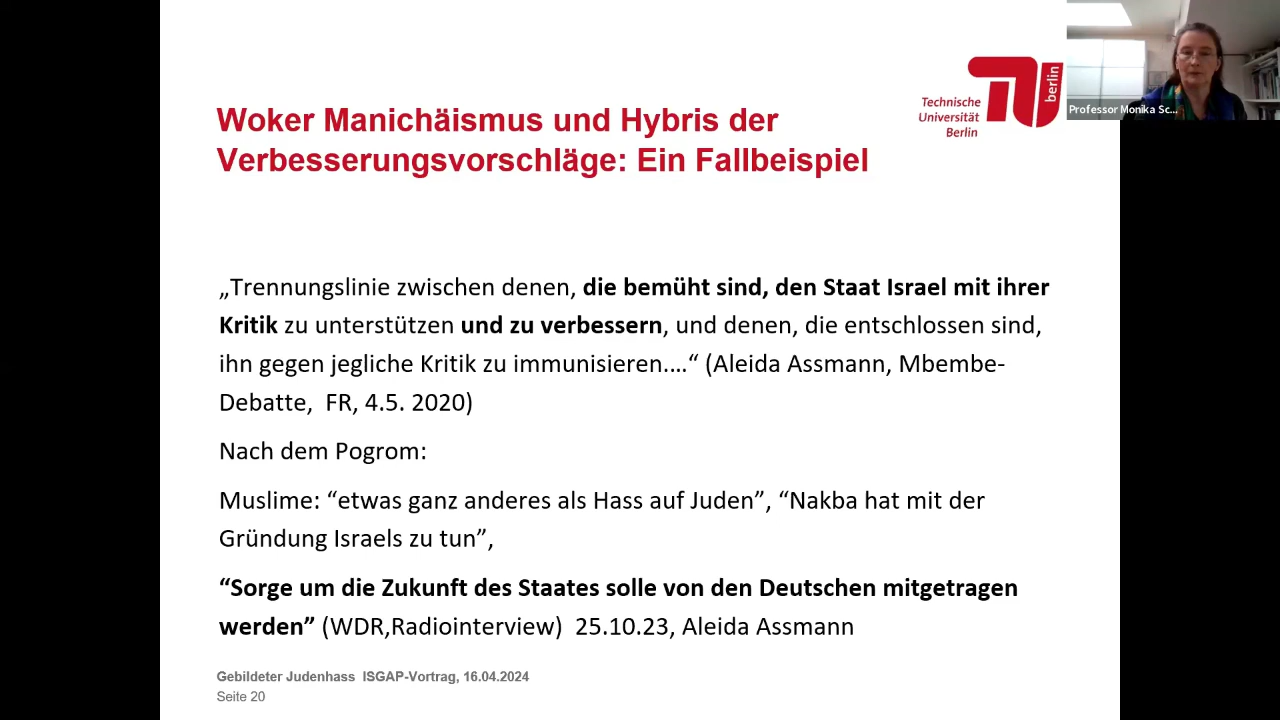 Woker Manichäismus und Hybris der
Verbesserungsvorschläge: Ein Fallbeispiel
Technische
Universität
Berlin
berlin
Professor Monika Sc...
„Trennungslinie zwischen denen, die bemüht sind, den Staat Israel mit ihrer
Kritik zu unterstützen und zu verbessern, und denen, die entschlossen sind,
ihn gegen jegliche Kritik zu immunisieren.…“ (Aleida Assmann, Mbembe-
Debatte,  FR, 4.5. 2020)
Nach dem Pogrom:
Muslime: “etwas ganz anderes als Hass auf Juden”, “Nakba hat mit der
Gründung Israels zu tun”,
“Sorge um die Zukunft des Staates solle von den Deutschen mitgetragen
werden” (WDR,Radiointerview)  25.10.23, Aleida Assmann
Gebildeter Judenhass  ISGAP-Vortrag, 16.04.2024
Seite 20